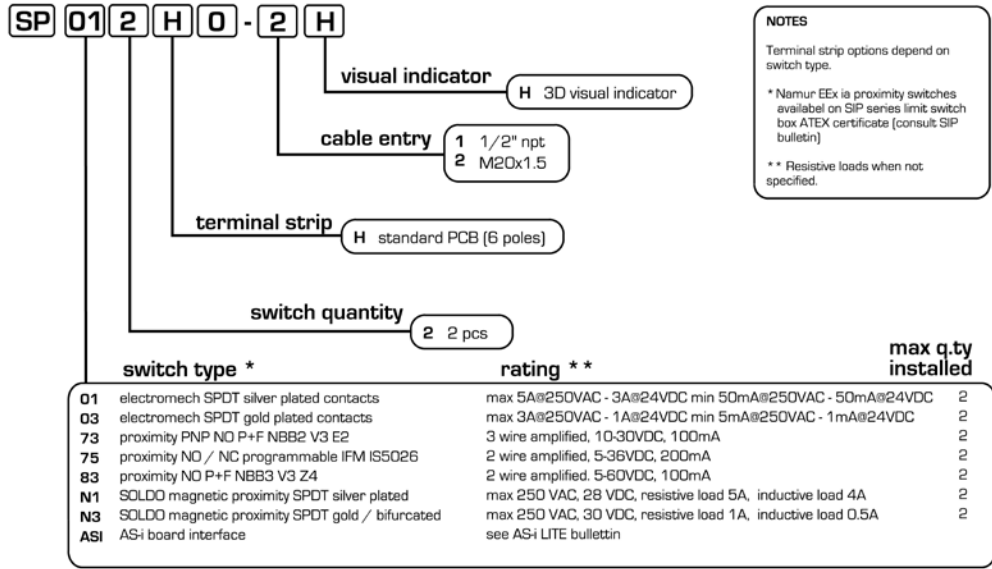 SP 01 2 H 0 - 2 H
NOTES
Terminal strip options depend on
switch type.
* Namur EEx ia proximity switches
availabel on SIP series limit switch
box ATEX certificate (consult SIP
bulletin)
* * Resistive loads when not
specified.
visual indicator
H 3D visual indicator
cable entry
1 1/2" npt
2 M20x1.5
terminal strip
H standard PCB (6 poles)
switch quantity
2 2 pcs
switch type * rating * * max q.ty installed
01 electromech SPDT silver plated contacts max 5A@250VAC - 3A@24VDC min 50mA@250VAC - 50mA@24VDC 2
03 electromech SPDT gold plated contacts max 3A@250VAC - 1A@24VDC min 5mA@250VAC - 1mA@24VDC 2
73 proximity PNP NO P+F NBB2 V3 E2 3 wire amplified, 10-30VDC, 100mA 2
75 proximity NO / NC programmable IFM IS5026 2 wire amplified, 5-36VDC, 200mA 2
83 proximity NO P+F NBB3 V3 Z4 2 wire amplified. 5-60VDC, 100mA 2
N1 SOLDO magnetic proximity SPDT silver plated max 250 VAC, 28 VDC, resistive load 5A, inductive load 4A 2
N3 SOLDO magnetic proximity SPDT gold / bifurcated max 250 VAC, 30 VDC, resistive load 1A, inductive load 0.5A 2
ASI AS-i board interface see AS-i LITE bullettin